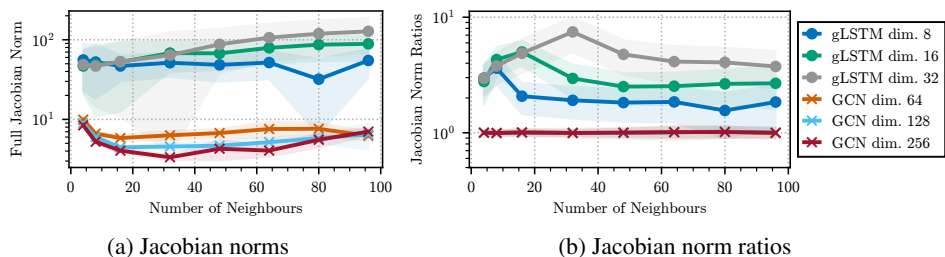 Full Jacobian Norm
10²
10¹
0 20 40 60 80 100
Number of Neighbours
(a) Jacobian norms
Jacobian Norm Ratios
10¹
10⁰
0 20 40 60 80 100
Number of Neighbours
(b) Jacobian norm ratios
gLSTM dim. 8
gLSTM dim. 16
gLSTM dim. 32
GCN dim. 64
GCN dim. 128
GCN dim. 256